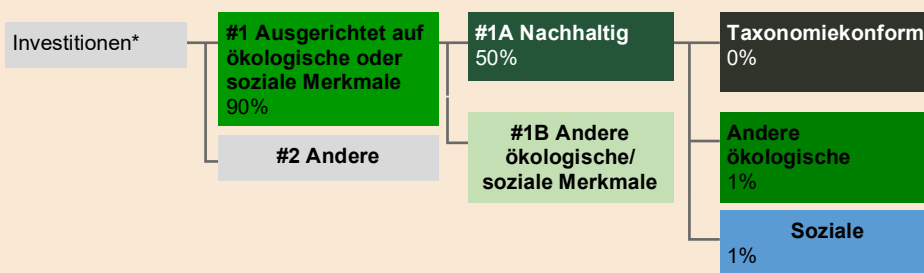 Investitionen*
#1 Ausgerichtet auf
ökologische oder
soziale Merkmale
90%
#2 Andere
#1A Nachhaltig
50%
#1B Andere
ökologische/
soziale Merkmale
Taxonomiekonform
0%
Andere
ökologische
1%
Soziale
1%